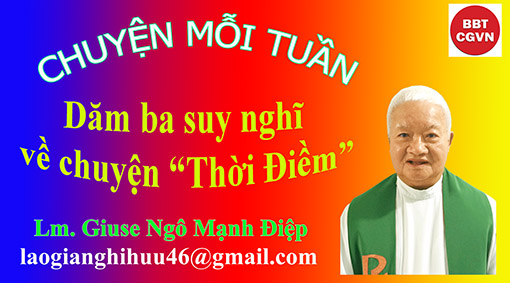 BBT
CGVN
CHUYỆN MỖI TUẦN
Dăm ba suy nghĩ
về chuyện “Thời Điềm”
Lm. Giuse Ngô Mạnh Điệp
laogianghihuu46@gmail.com